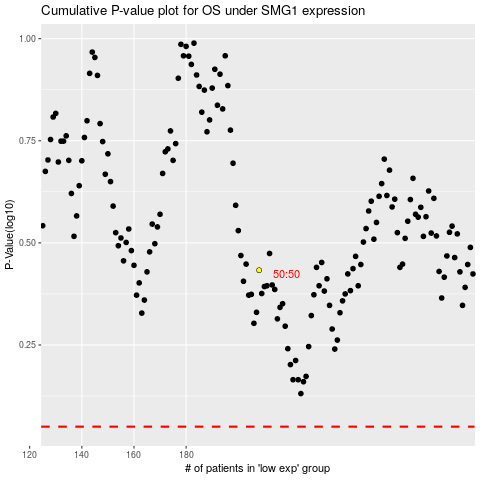 Cumulative P-value plot for OS under SMG1 expression
P-Value(log10)
1.00
0.75
0.50
0.25
50:50
120 140 160 180
# of patients in 'low exp' group